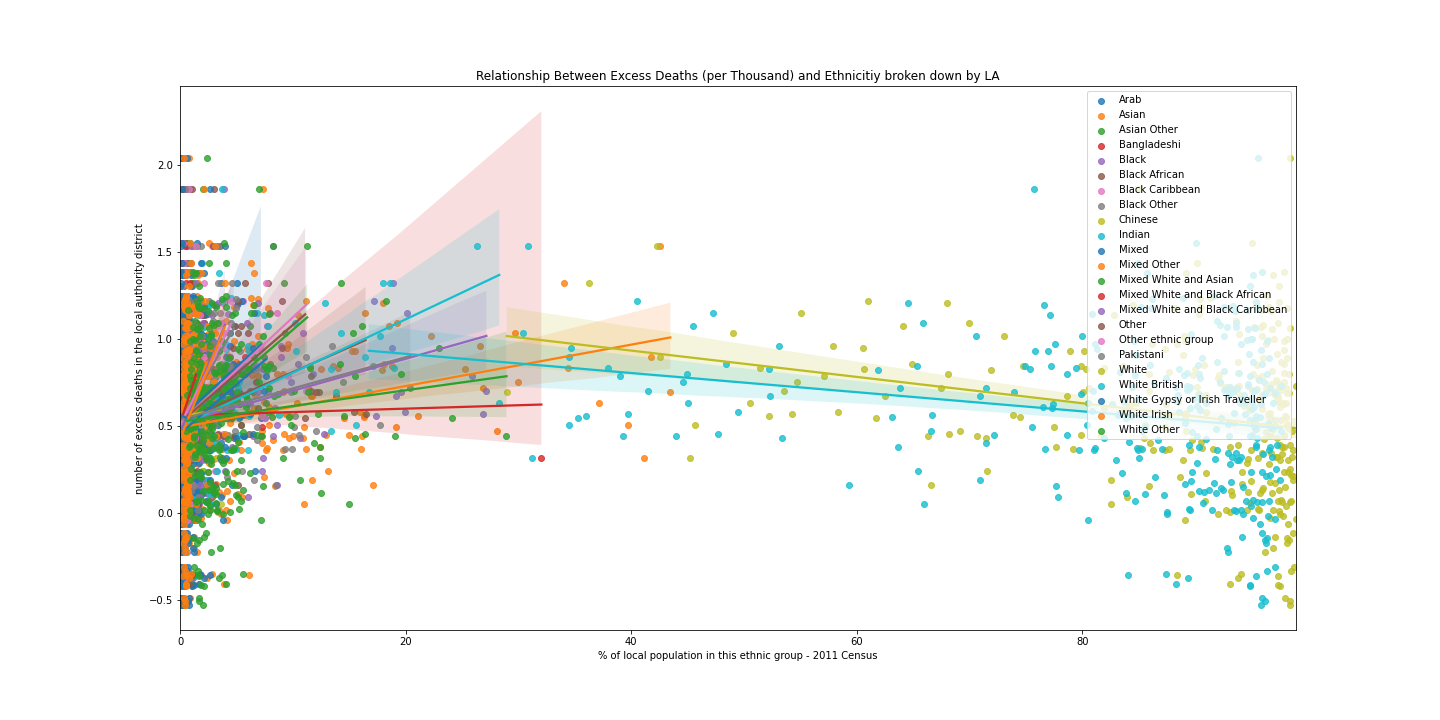 Relationship Between Excess Deaths (per Thousand) and Ethnicitiy broken down by LA
number of excess deaths in the local authority district
2.0
1.5
1.0
0.5
0.0
−0.5
0
20
40
60
80
% of local population in this ethnic group - 2011 Census
Arab
Asian
Asian Other
Bangladeshi
Black
Black African
Black Caribbean
Black Other
Chinese
Indian
Mixed
Mixed Other
Mixed White and Asian
Mixed White and Black African
Mixed White and Black Caribbean
Other
Other ethnic group
Pakistani
White
White British
White Gypsy or Irish Traveller
White Irish
White Other